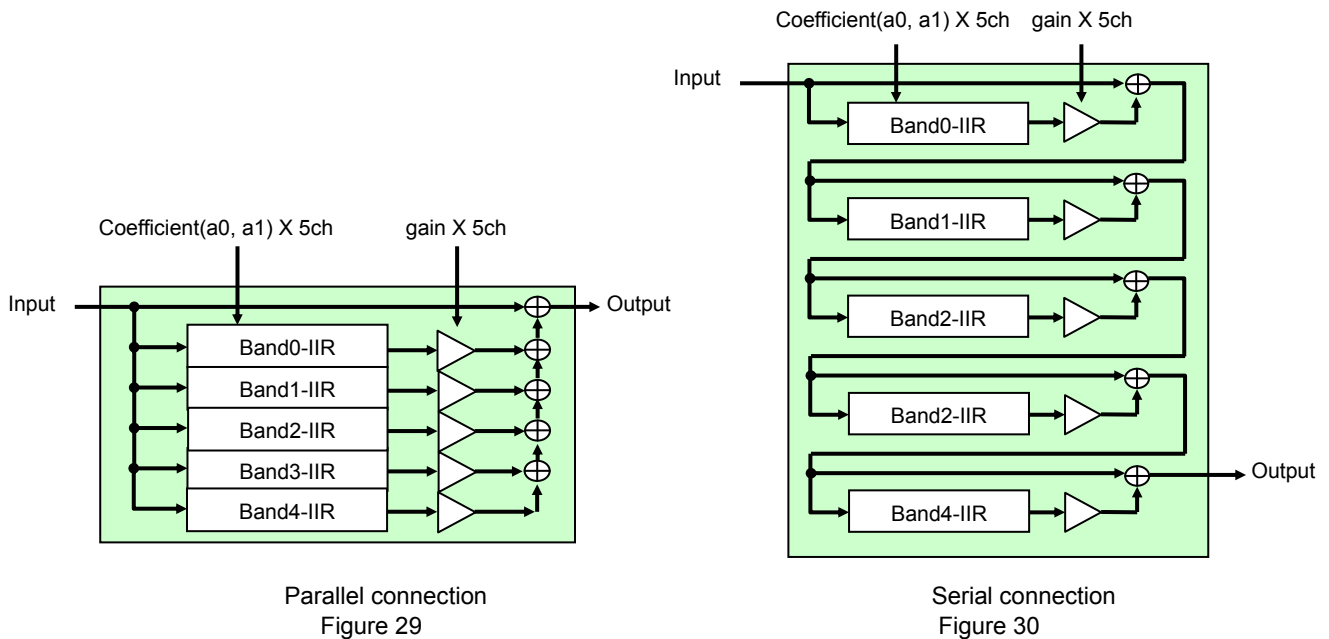 Coefficient(a0, a1) X 5ch gain X 5ch
Input Output
Band0-IIR
Band1-IIR
Band2-IIR
Band3-IIR
Band4-IIR
Parallel connection
Figure 29
Coefficient(a0, a1) X 5ch gain X 5ch
Input
Band0-IIR
Band1-IIR
Band2-IIR
Band2-IIR
Output
Band4-IIR
Serial connection
Figure 30